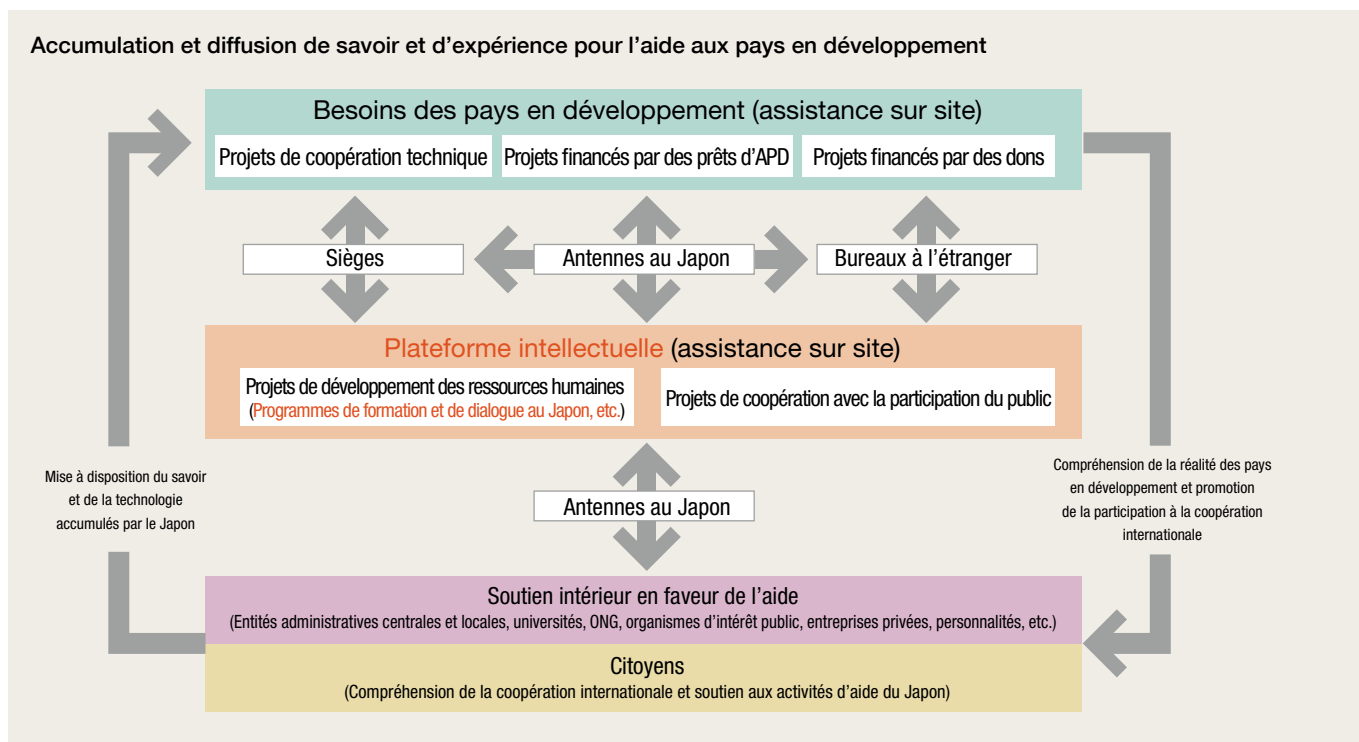 Accumulation et diffusion de savoir et d'expérience pour l'aide aux pays en développement
Besoins des pays en développement (assistance sur site)
Projets de coopération technique
Projets financés par des prêts d'APD
Projets financés par des dons
Sièges
Antennes au Japon
Bureaux à l'étranger
Plateforme intellectuelle (assistance sur site)
Projets de développement des ressources humaines
(Programmes de formation et de dialogue au Japon, etc.)
Projets de coopération avec la participation du public
Mise à disposition du savoir
et de la technologie
accumulés par le Japon
Antennes au Japon
Compréhension de la réalité des pays
en développement et promotion
de la participation à la coopération
internationale
Soutien intérieur en faveur de l'aide
(Entités administratives centrales et locales, universités, ONG, organismes d'intérêt public, entreprises privées, personnalités, etc.)
Citoyens
(Compréhension de la coopération internationale et soutien aux activités d'aide du Japon)